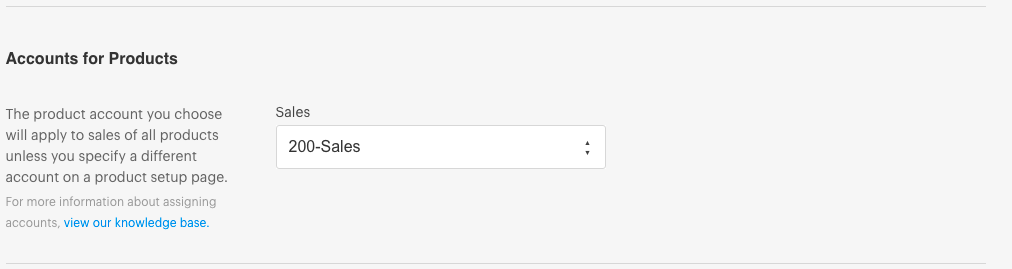 Accounts for Products
The product account you choose
will apply to sales of all products
unless you specify a different
account on a product setup page.
For more information about assigning
accounts, view our knowledge base.
Sales
200-Sales